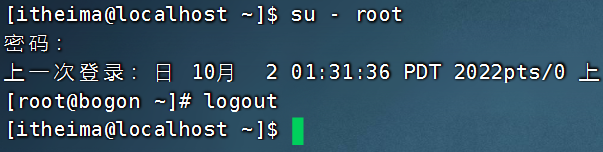 [itheima@localhost ~]$ su - root
密码：
上一次登录：日 10月  2 01:31:36 PDT 2022pts/0 上
[root@bogon ~]# logout
[itheima@localhost ~]$